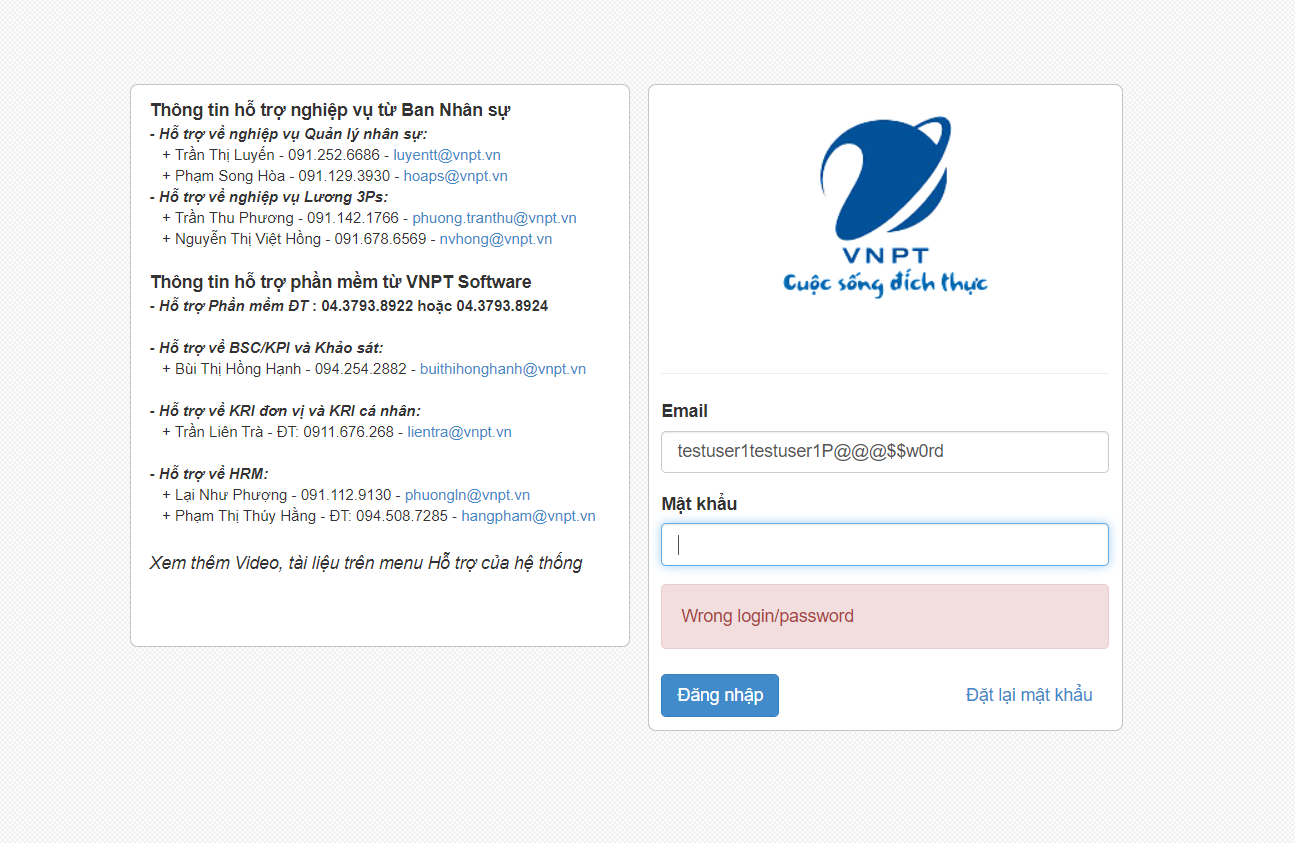 Thông tin hỗ trợ nghiệp vụ từ Ban Nhân sự
- Hỗ trợ về nghiệp vụ Quản lý nhân sự:
+ Trần Thị Luyến - 091.252.6686 - luyentt@vnpt.vn
+ Phạm Song Hòa - 091.129.3930 - hoaps@vnpt.vn
- Hỗ trợ về nghiệp vụ Lương 3Ps:
+ Trần Thu Phương - 091.142.1766 - phuong.tranthu@vnpt.vn
+ Nguyễn Thị Việt Hồng - 091.678.6569 - nvhong@vnpt.vn
Thông tin hỗ trợ phần mềm từ VNPT Software
- Hỗ trợ Phần mềm ĐT : 04.3793.8922 hoặc 04.3793.8924
- Hỗ trợ về BSC/KPI và Khảo sát:
+ Bùi Thị Hồng Hạnh - 094.254.2882 - buithihonghanh@vnpt.vn
- Hỗ trợ về KRI đơn vị và KRI cá nhân:
+ Trần Liên Trà - ĐT: 0911.676.268 - lientra@vnpt.vn
- Hỗ trợ về HRM:
+ Lại Như Phượng - 091.112.9130 - phuongln@vnpt.vn
+ Phạm Thị Thúy Hằng - ĐT: 094.508.7285 - hangpham@vnpt.vn
Xem thêm Video, tài liệu trên menu Hỗ trợ của hệ thống
VNPT
Cuộc sống đích thực
Email
testuser1testuser1P@@@$$w0rd
Mật khẩu
Wrong login/password
Đăng nhập
Đặt lại mật khẩu